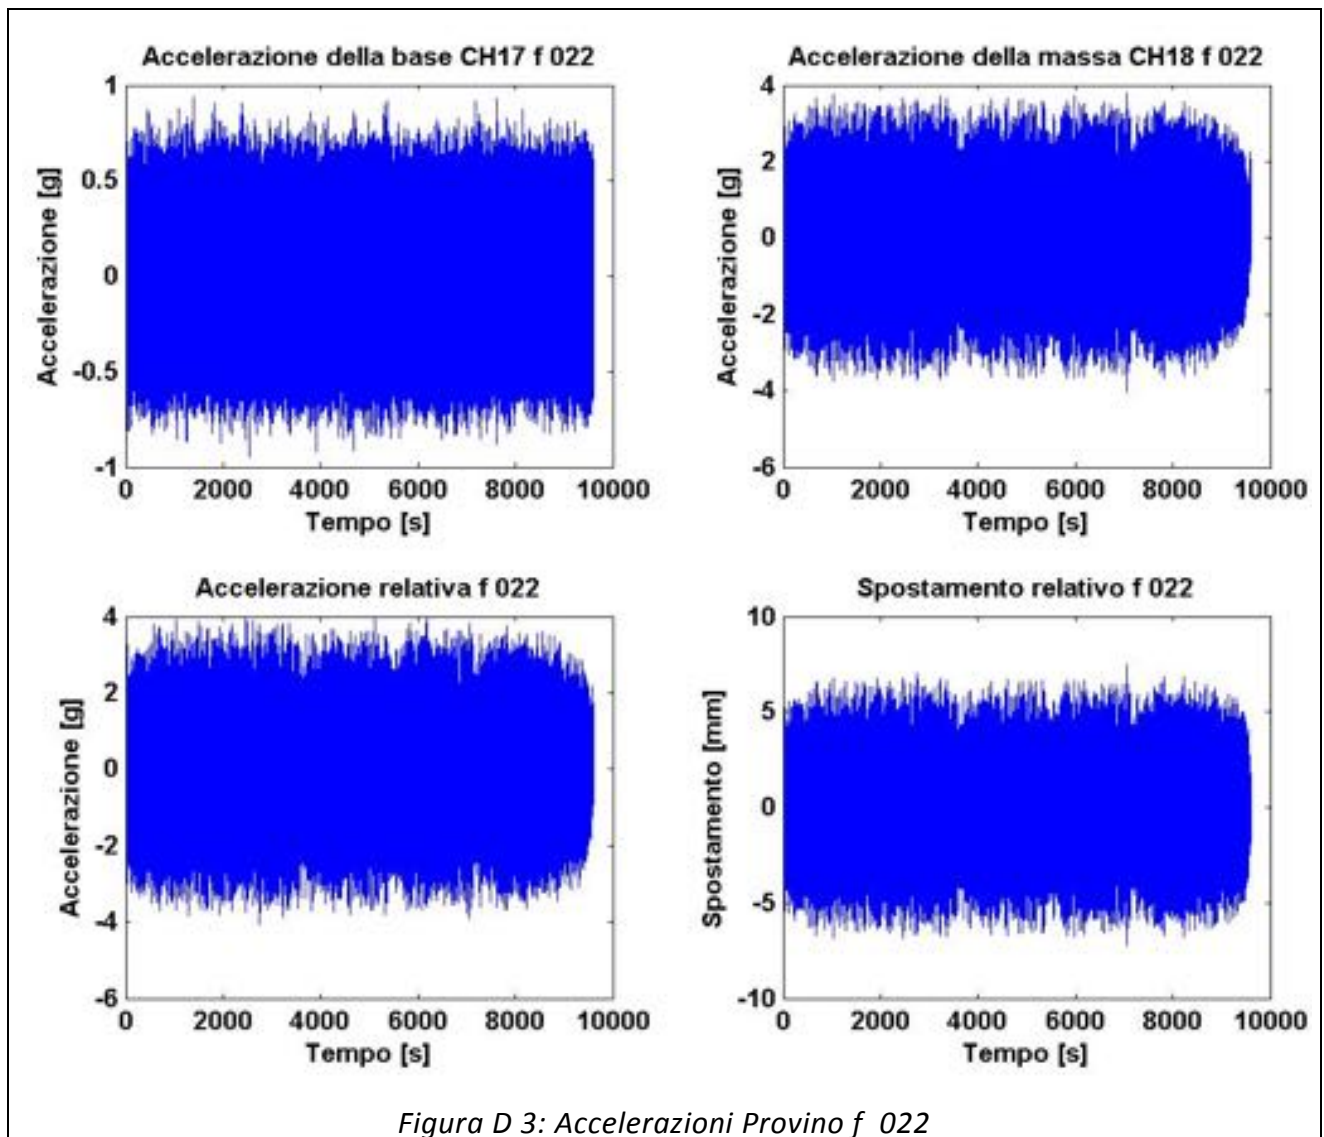 Accelerazione della base CH17 f 022
Accelerazione [g]
1
0.5
0
-0.5
-1
0 2000 4000 6000 8000 10000
Tempo [s]
Accelerazione della massa CH18 f 022
Accelerazione [g]
4
2
0
-2
-4
-6
0 2000 4000 6000 8000 10000
Tempo [s]
Accelerazione relativa f 022
Accelerazione [g]
4
2
0
-2
-4
-6
0 2000 4000 6000 8000 10000
Tempo [s]
Spostamento relativo f 022
Spostamento [mm]
10
5
0
-5
-10
0 2000 4000 6000 8000 10000
Tempo [s]
Figura D 3: Accelerazioni Provino f 022